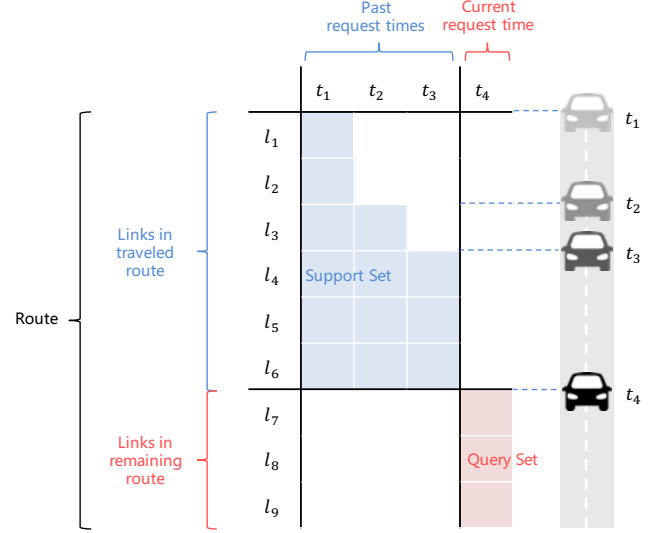 Past
request times
Current
request time
t₁
t₂
t₃
t₄
l₁
l₂
l₃
l₄
l₅
l₆
l₇
l₈
l₉
Route
Links in
traveled
route
Links in
remaining
route
Support Set
Query Set
t₁
t₂
t₃
t₄